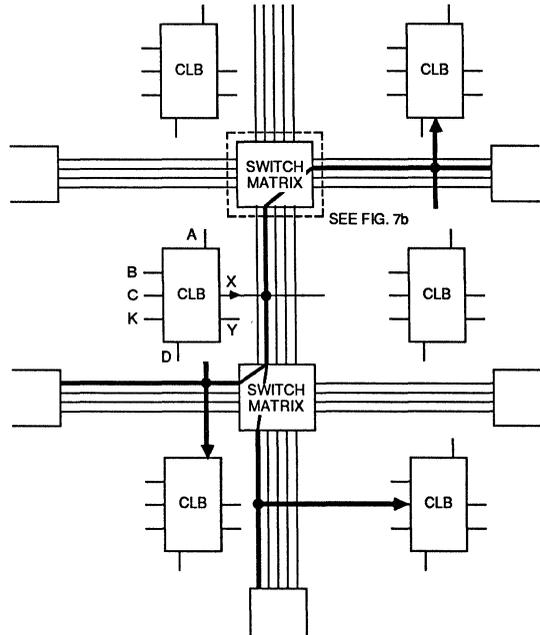 CLB
CLB
SWITCH
MATRIX
SEE FIG. 7b
A
B
X
C
CLB
CLB
K
Y
D
SWITCH
MATRIX
CLB
CLB